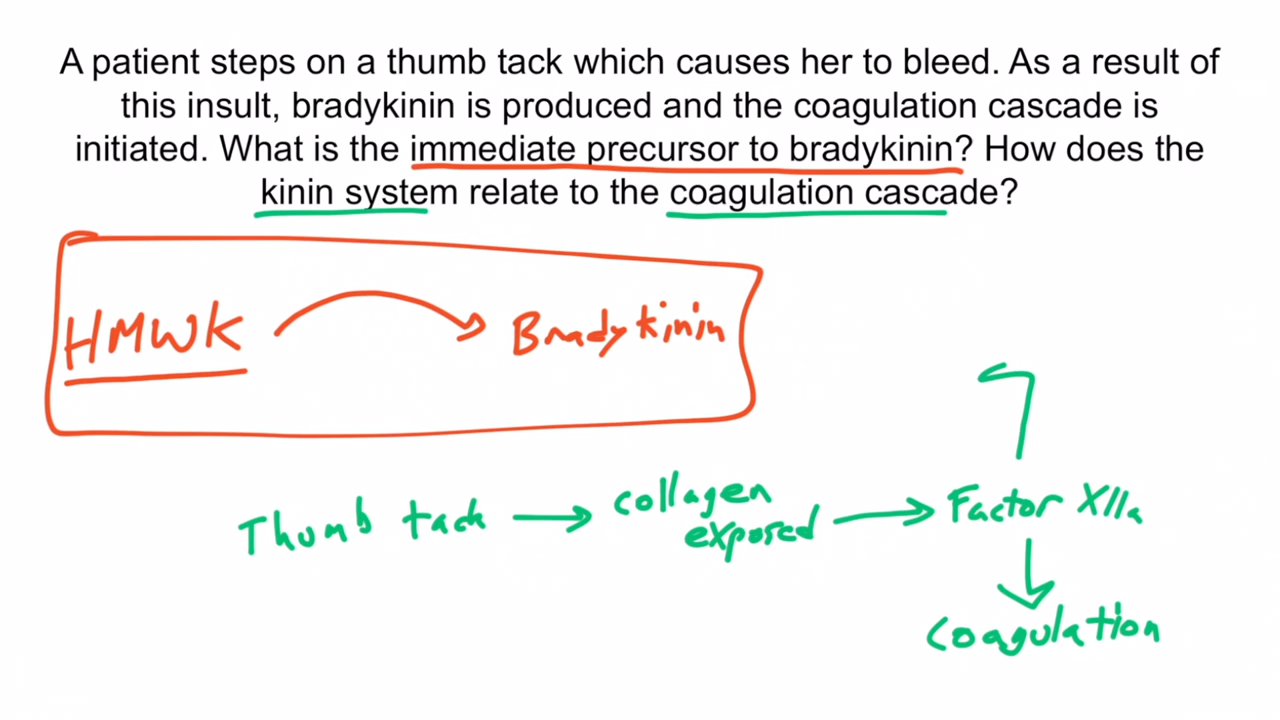 A patient steps on a thumb tack which causes her to bleed. As a result of
this insult, bradykinin is produced and the coagulation cascade is
initiated. What is the immediate precursor to bradykinin? How does the
kinin system relate to the coagulation cascade?
HMWK Bradykinin
Thumb tack collagen exposed Factor XIIa
coagulation